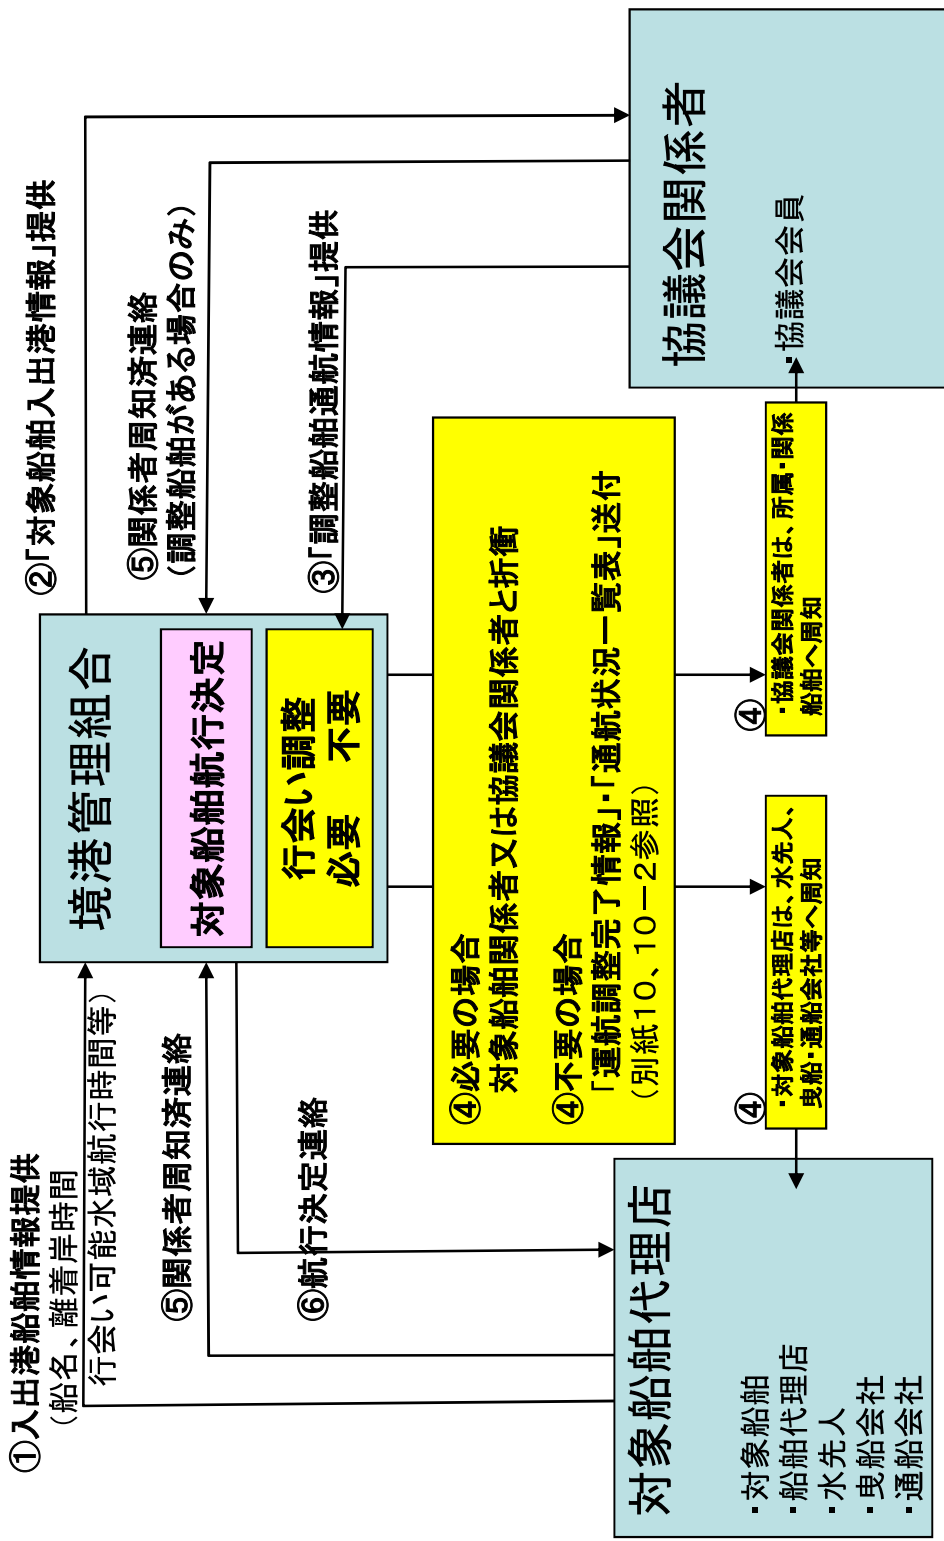 ①入出港船舶情報提供
（船名、離着岸時間
行会い可能水域航行時間等）
②「対象船舶入出港情報」提供
⑤関係者周知済連絡
（調整船舶がある場合のみ）
③「調整船舶通航情報」提供
境港管理組合
対象船舶航行決定
行会い調整
必要　不要
⑤関係者周知済連絡
⑥航行決定連絡
④必要の場合
対象船舶関係者又は協議会関係者と折衝
④不要の場合
「運航調整完了情報」・「通航状況一覧表」送付
（別紙１０、１０－２参照）
④
・対象船舶代理店は、水先人、
曳船・通船会社等へ周知
④
・協議会関係者は、所属・関係
船舶へ周知
対象船舶代理店
・対象船舶
・船舶代理店
・水先人
・曳船会社
・通船会社
協議会関係者
・協議会会員